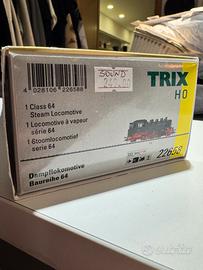 4 028106 226588
SOUND
TRIX
H0
1 Class 64
Steam Locomotive
1 Locomotive à vapeur
série 64
1 stoomlocomotief
serie 64
22658
Dampflokomotive
Baureihe 64
subito